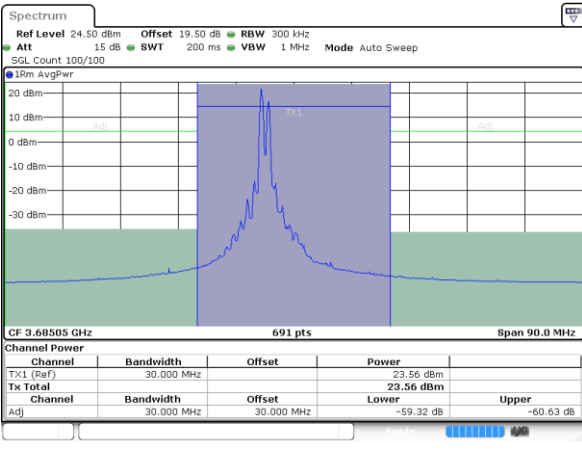 Spectrum
Ref Level 24.50 dBm Offset 19.50 dB RBW 300 kHz
Att 15 dB SWT 200 ms VBW 1 MHz Mode Auto Sweep
SGL Count 100/100
1Rm AvgPwr
20 dBm
TX1
10 dBm
Adj Adj
0 dBm
-10 dBm
-20 dBm
-30 dBm
CF 3.68505 GHz 691 pts Span 90.0 MHz
Channel Power
Channel Bandwidth Offset Power
TX1 (Ref) 30.000 MHz 23.56 dBm
Tx Total 23.56 dBm
Channel Bandwidth Offset Lower Upper
Adj 30.000 MHz 30.000 MHz -59.32 dB -60.63 dB
Ready